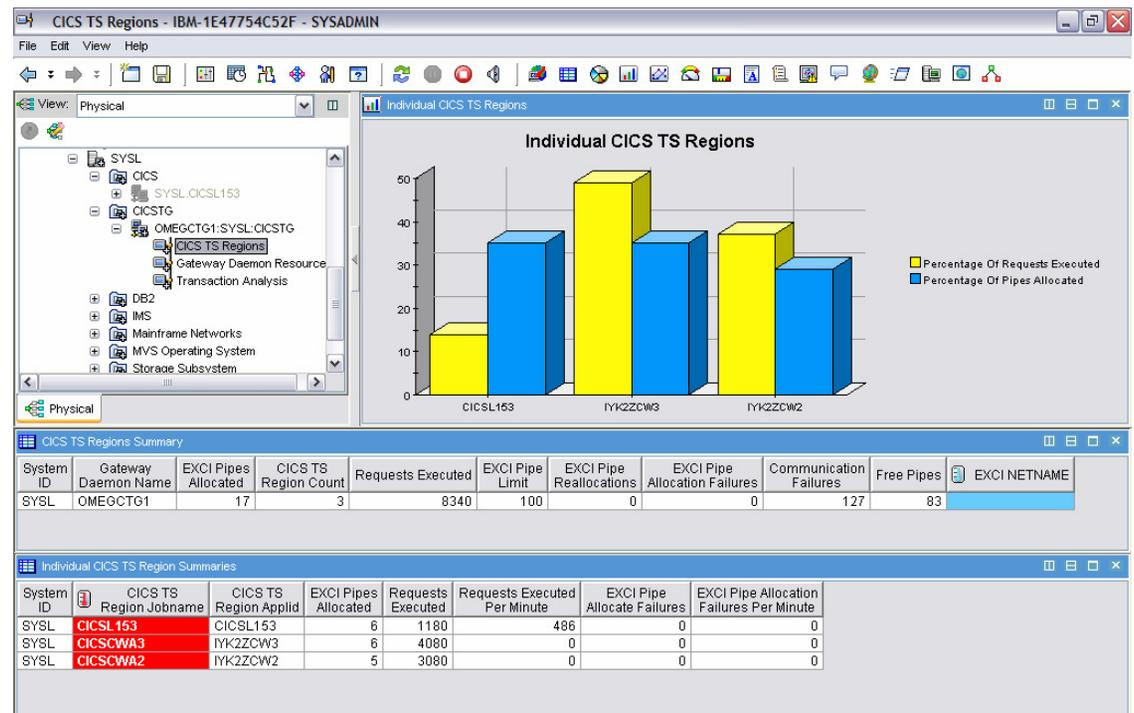 CICS TS Regions - IBM-1E47754C52F - SYSADMIN
File Edit View Help
View: Physical
SYSL
CICS
SYSL.CICSL153
CICSTG
OMEGCTG1:SYSL:CICSTG
CICS TS Regions
Gateway Daemon Resource
Transaction Analysis
DB2
IMS
Mainframe Networks
MVS Operating System
Storage Subsystem
Physical
Individual CICS TS Regions
Individual CICS TS Regions
50
40
30
20
10
0
CICSL153 IYK2ZCW3 IYK2ZCW2
Percentage Of Requests Executed
Percentage Of Pipes Allocated
CICS TS Regions Summary
System ID Gateway Daemon Name EXCI Pipes Allocated CICS TS Region Count Requests Executed EXCI Pipe Limit EXCI Pipe Reallocations EXCI Pipe Allocation Failures Communication Failures Free Pipes EXCI NETNAME
SYSL OMEGCTG1 17 3 8340 100 0 0 127 83
Individual CICS TS Region Summaries
System ID CICS TS Region Jobname CICS TS Region Applid EXCI Pipes Allocated Requests Executed Requests Executed Per Minute EXCI Pipe Allocate Failures EXCI Pipe Allocation Failures Per Minute
SYSL CICSL153 CICSL153 6 1180 486 0 0
SYSL CICSCWA3 IYK2ZCW3 6 4080 0 0 0
SYSL CICSCWA2 IYK2ZCW2 5 3080 0 0 0